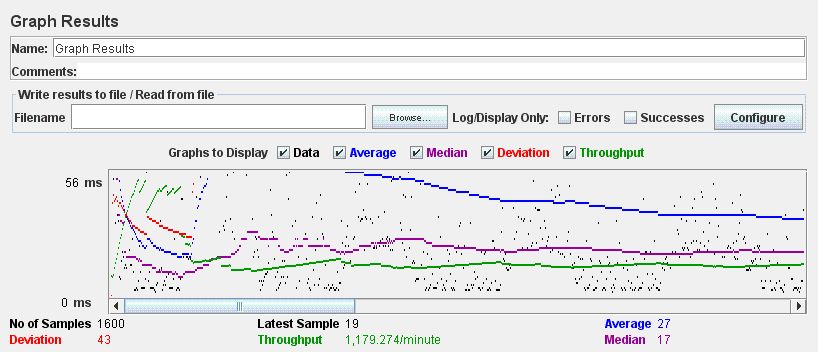 Graph Results
Name: Graph Results
Comments:
Write results to file / Read from file
Filename Browse... Log/Display Only: Errors Successes Configure
Graphs to Display Data Average Median Deviation Throughput
56 ms
0 ms
No of Samples 1600 Latest Sample 19 Average 27
Deviation 43 Throughput 1,179.274/minute Median 17